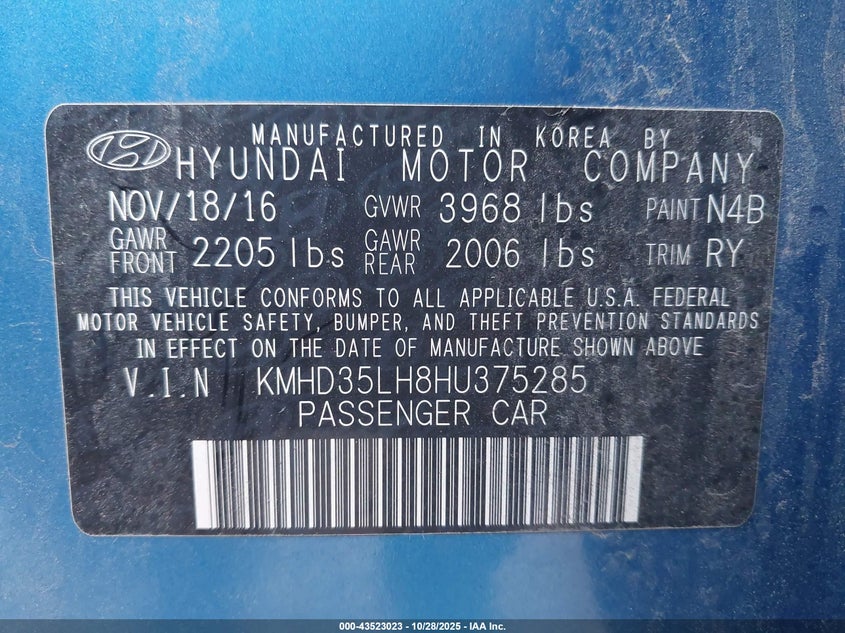 MANUFACTURED IN KOREA BY
HYUNDAI MOTOR COMPANY
NOV/18/16 GVWR 3968 lbs PAINT N4B
GAWR FRONT 2205 lbs GAWR REAR 2006 lbs TRIM RY
THIS VEHICLE CONFORMS TO ALL APPLICABLE U.S.A. FEDERAL
MOTOR VEHICLE SAFETY, BUMPER, AND THEFT PREVENTION STANDARDS
IN EFFECT ON THE DATE OF MANUFACTURE SHOWN ABOVE
V.I.N KMHD35LH8HU375285
PASSENGER CAR
000-43523023 - 10/28/2025 - IAA Inc.